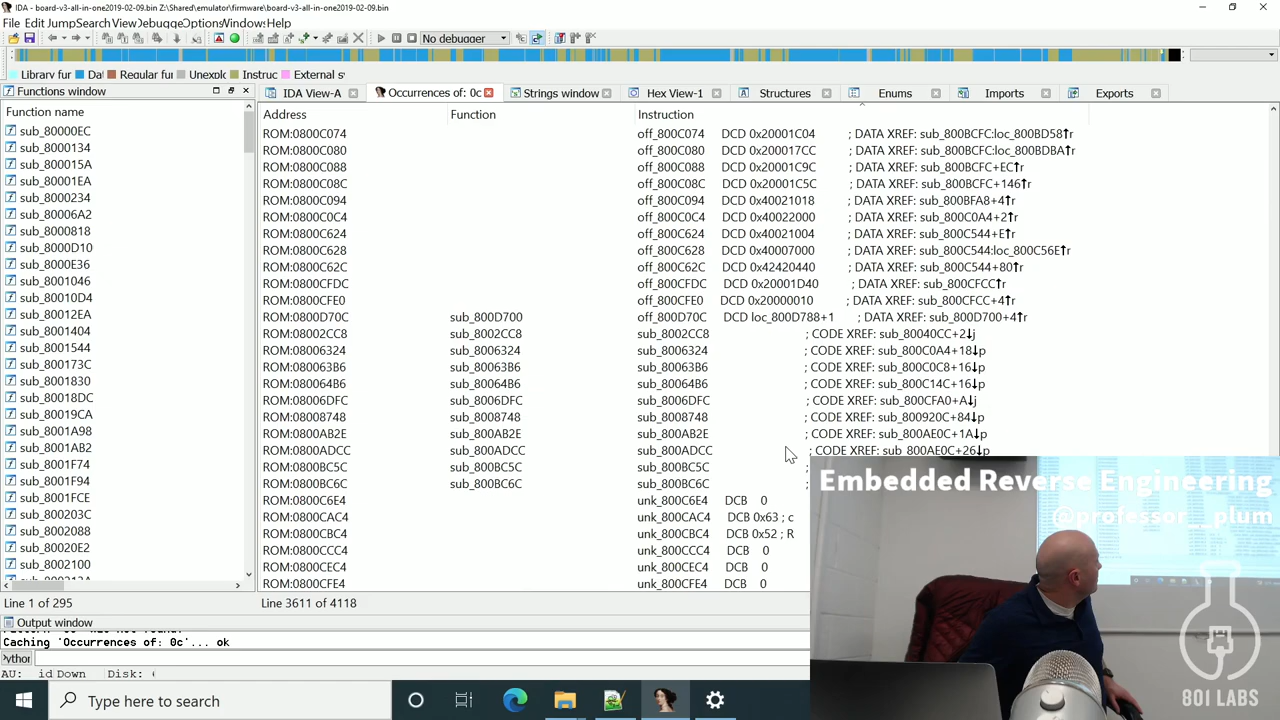 IDA - board-v3-all-in-one2019-02-09.bin Z:\Shared\emulator\firmware\board-v3-all-in-one2019-02-09.bin
File Edit Jump Search View Debugger Options Windows Help
No debugger
Library fur Dat Regular fu Unexplo Instruc External sy
Functions window
IDA View-A Occurrences of: 0c Strings window Hex View-1 Structures Enums Imports Exports
Function name
sub_80000EC
sub_8000134
sub_800015A
sub_80001EA
sub_8000234
sub_80006A2
sub_8000818
sub_8000D10
sub_8000E36
sub_8001046
sub_80010D4
sub_80012EA
sub_8001404
sub_8001544
sub_800173C
sub_8001830
sub_80018DC
sub_80019CA
sub_8001A98
sub_8001AB2
sub_8001F74
sub_8001F94
sub_8001FCE
sub_800203C
sub_8002088
sub_80020E2
sub_8002100
sub_800212A
Line 1 of 295
Address Function Instruction
ROM:0800C074 off_800C074 DCD 0x20001C04 ; DATA XREF: sub_800BCFC:loc_800BD58↑r
ROM:0800C080 off_800C080 DCD 0x200017CC ; DATA XREF: sub_800BCFC:loc_800BDBA↑r
ROM:0800C088 off_800C088 DCD 0x20001C9C ; DATA XREF: sub_800BCFC+EC↑r
ROM:0800C08C off_800C08C DCD 0x20001C5C ; DATA XREF: sub_800BCFC+146↑r
ROM:0800C094 off_800C094 DCD 0x40021018 ; DATA XREF: sub_800BFA8+4↑r
ROM:0800C0C4 off_800C0C4 DCD 0x40022000 ; DATA XREF: sub_800C0A4+2↑r
ROM:0800C624 off_800C624 DCD 0x40021004 ; DATA XREF: sub_800C544+E↑r
ROM:0800C628 off_800C628 DCD 0x40007000 ; DATA XREF: sub_800C544:loc_800C56E↑r
ROM:0800C62C off_800C62C DCD 0x42420440 ; DATA XREF: sub_800C544+80↑r
ROM:0800CFDC off_800CFDC DCD 0x20001D40 ; DATA XREF: sub_800CFCC↑r
ROM:0800CFE0 off_800CFE0 DCD 0x20000010 ; DATA XREF: sub_800CFCC+4↑r
ROM:0800D70C sub_800D700 off_800D70C DCD loc_800D788+1 ; DATA XREF: sub_800D700+4↑r
ROM:08002CC8 sub_8002CC8 sub_8002CC8 ; CODE XREF: sub_80040CC+2↓j
ROM:08006324 sub_8006324 sub_8006324 ; CODE XREF: sub_800C0A4+18↓p
ROM:080063B6 sub_80063B6 sub_80063B6 ; CODE XREF: sub_800C0C8+16↓p
ROM:080064B6 sub_80064B6 sub_80064B6 ; CODE XREF: sub_800C14C+16↓p
ROM:08006DFC sub_8006DFC sub_8006DFC ; CODE XREF: sub_800CFA0+A↓j
ROM:08008748 sub_8008748 sub_8008748 ; CODE XREF: sub_800920C+84↓p
ROM:0800AB2E sub_800AB2E sub_800AB2E ; CODE XREF: sub_800AE0C+1A↓p
ROM:0800ADCC sub_800ADCC sub_800ADCC ; CODE XREF: sub_800AE0C+26↓p
ROM:0800BC5C sub_800BC5C sub_800BC5C ;
ROM:0800BC6C sub_800BC6C sub_800BC6C ;
ROM:0800C6E4 unk_800C6E4 DCB 0
ROM:0800CAC4 unk_800CAC4 DCB 0x63 ; c
ROM:0800CBC4 unk_800CBC4 DCB 0x52 ; R
ROM:0800CCC4 unk_800CCC4 DCB 0
ROM:0800CEC4 unk_800CEC4 DCB 0
ROM:0800CFE4 unk_800CFE4 DCB 0
Line 3611 of 4118
Output window
Caching 'Occurrences of: 0c'... ok
AU: id Down Disk:
Type here to search
Embedded Reverse Engineering
@professor__plum
801 LABS